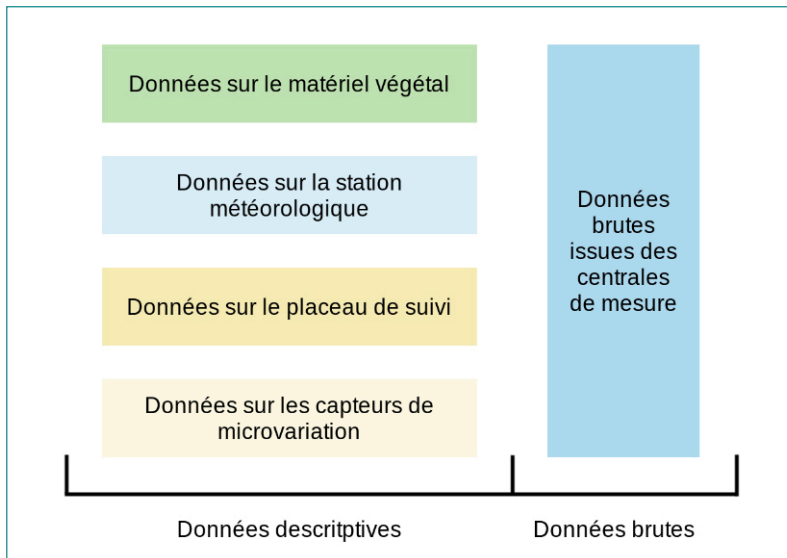 Données sur le matériel végétal
Données sur la station
météorologique
Données sur le placeau de suivi
Données sur les capteurs de
microvariation
Données
brutes
issues des
centrales
de mesure
Données descritptives
Données brutes